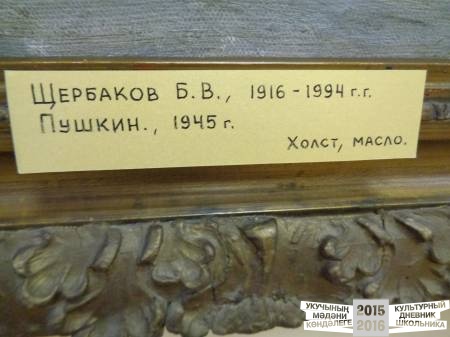 Щербаков Б.В., 1916-1994 г.г.
Пушкин., 1945 г.
Холст, масло.
УКУЧЫНЫҢ
МӘДӘНИ
КӨНДӘЛЕГЕ
2015
2016
КУЛЬТУРНЫЙ
ДНЕВНИК
ШКОЛЬНИКА